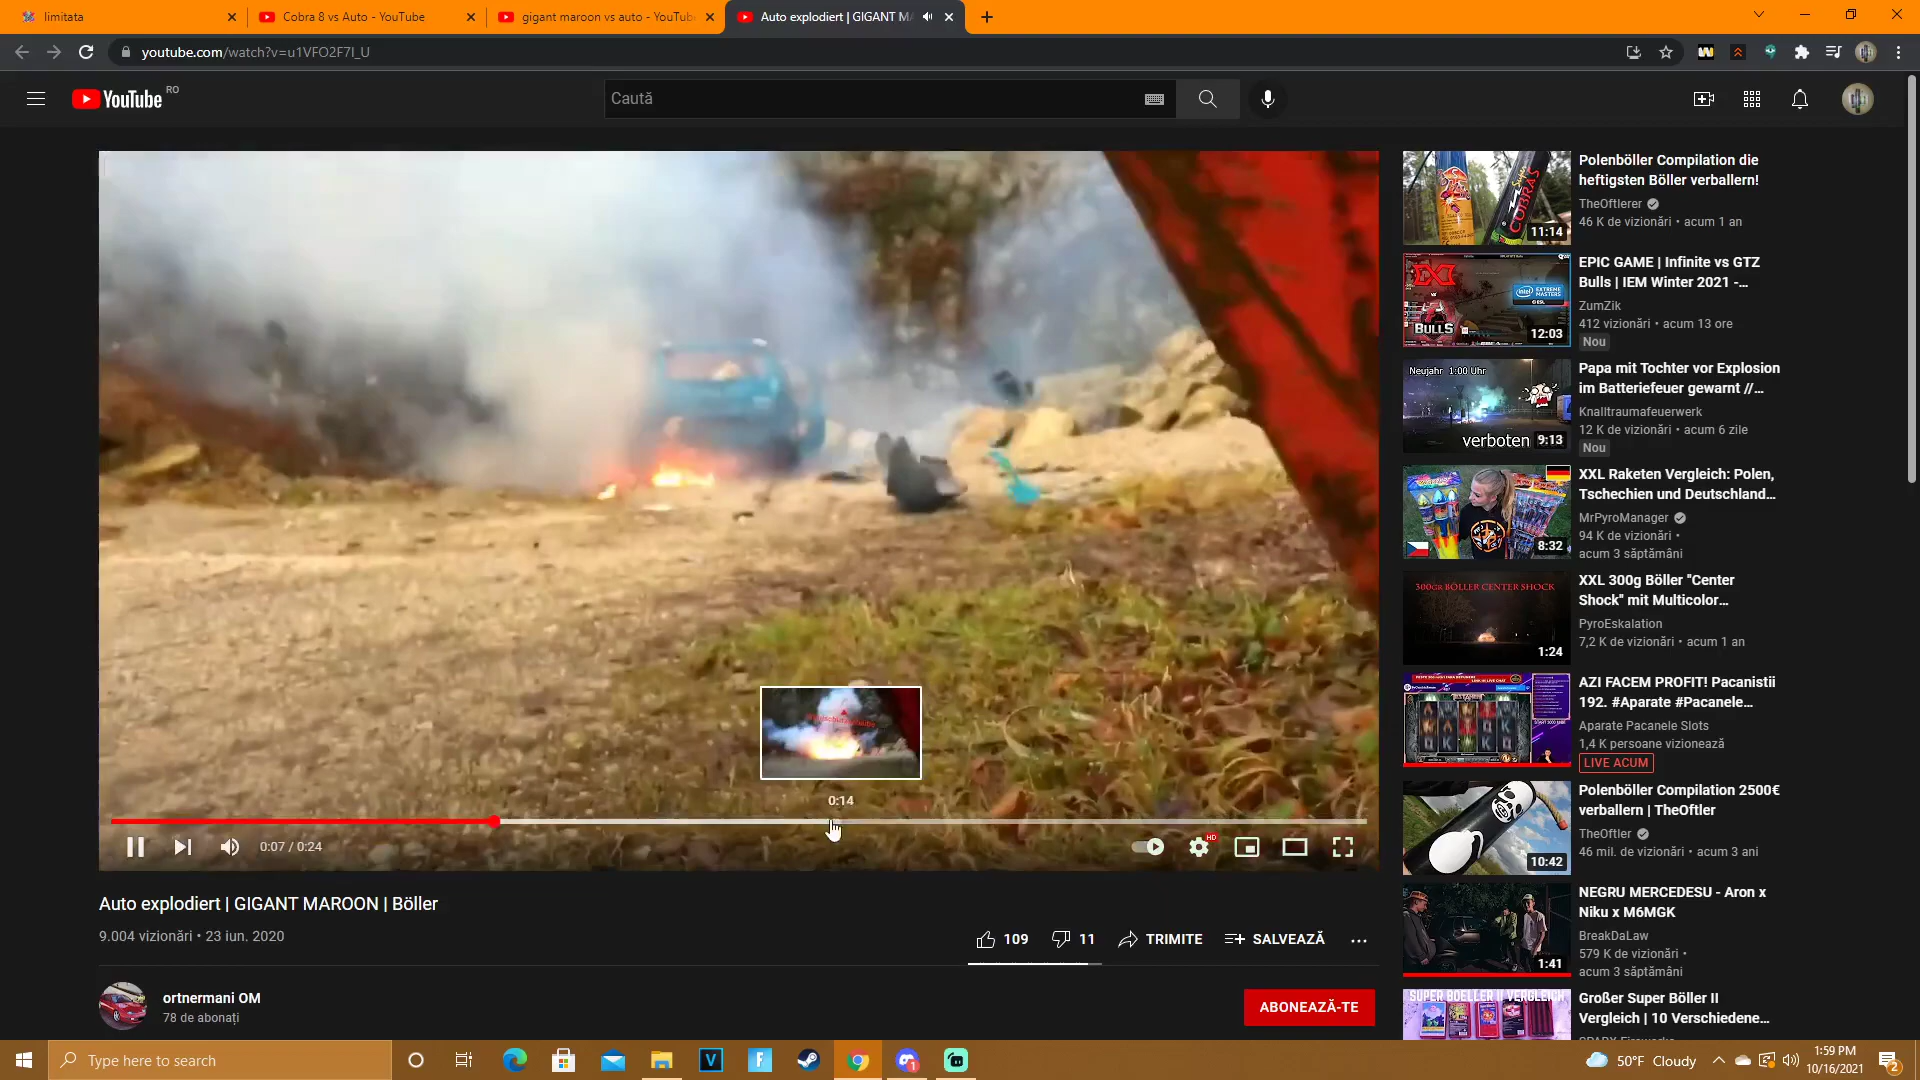 limitata
Cobra 8 vs Auto - YouTube
gigant maroon vs auto - YouTub
Auto explodiert | GIGANT MA
youtube.com/watch?v=u1VFO2F7I_U
YouTube RO
Caută
Polenböller Compilation die
heftigsten Böller verballern!
TheOftlerer
46 K de vizionări • acum 1 an
11:14
EPIC GAME | Infinite vs GTZ
Bulls | IEM Winter 2021 -...
ZumZik
412 vizionări • acum 13 ore
Nou
BULLS
12:03
Papa mit Tochter vor Explosion
im Batteriefeuer gewarnt //...
Knalltraumafeuerwerk
12 K de vizionări • acum 6 zile
Nou
Neujahr 1:00 Uhr
verboten
9:13
XXL Raketen Vergleich: Polen,
Tschechien und Deutschland...
MrPyroManager
94 K de vizionări •
acum 3 săptămâni
8:32
XXL 300g Böller "Center
Shock" mit Multicolor...
PyroEskalation
7,2 K de vizionări • acum 1 an
300GR BÖLLER CENTER SHOCK
1:24
AZI FACEM PROFIT! Pacanistii
192. #Aparate #Pacanele...
Aparate Pacanele Slots
1,4 K persoane vizionează
LIVE ACUM
Polenböller Compilation 2500€
verballern | TheOftler
TheOftler
46 mil. de vizionări • acum 3 ani
10:42
NEGRU MERCEDESU - Aron x
Niku x M6MGK
BreakDaLaw
579 K de vizionări •
acum 3 săptămâni
1:41
Großer Super Böller II
Vergleich | 10 Verschiedene...
SUPER BOELLER II VERGLEICH
0:14
0:07 / 0:24
HD
Auto explodiert | GIGANT MAROON | Böller
9.004 vizionări • 23 iun. 2020
109
11
TRIMITE
SALVEAZĂ
ortnermani OM
78 de abonați
ABONEAZĂ-TE
Type here to search
50°F Cloudy
1:59 PM
10/16/2021
2